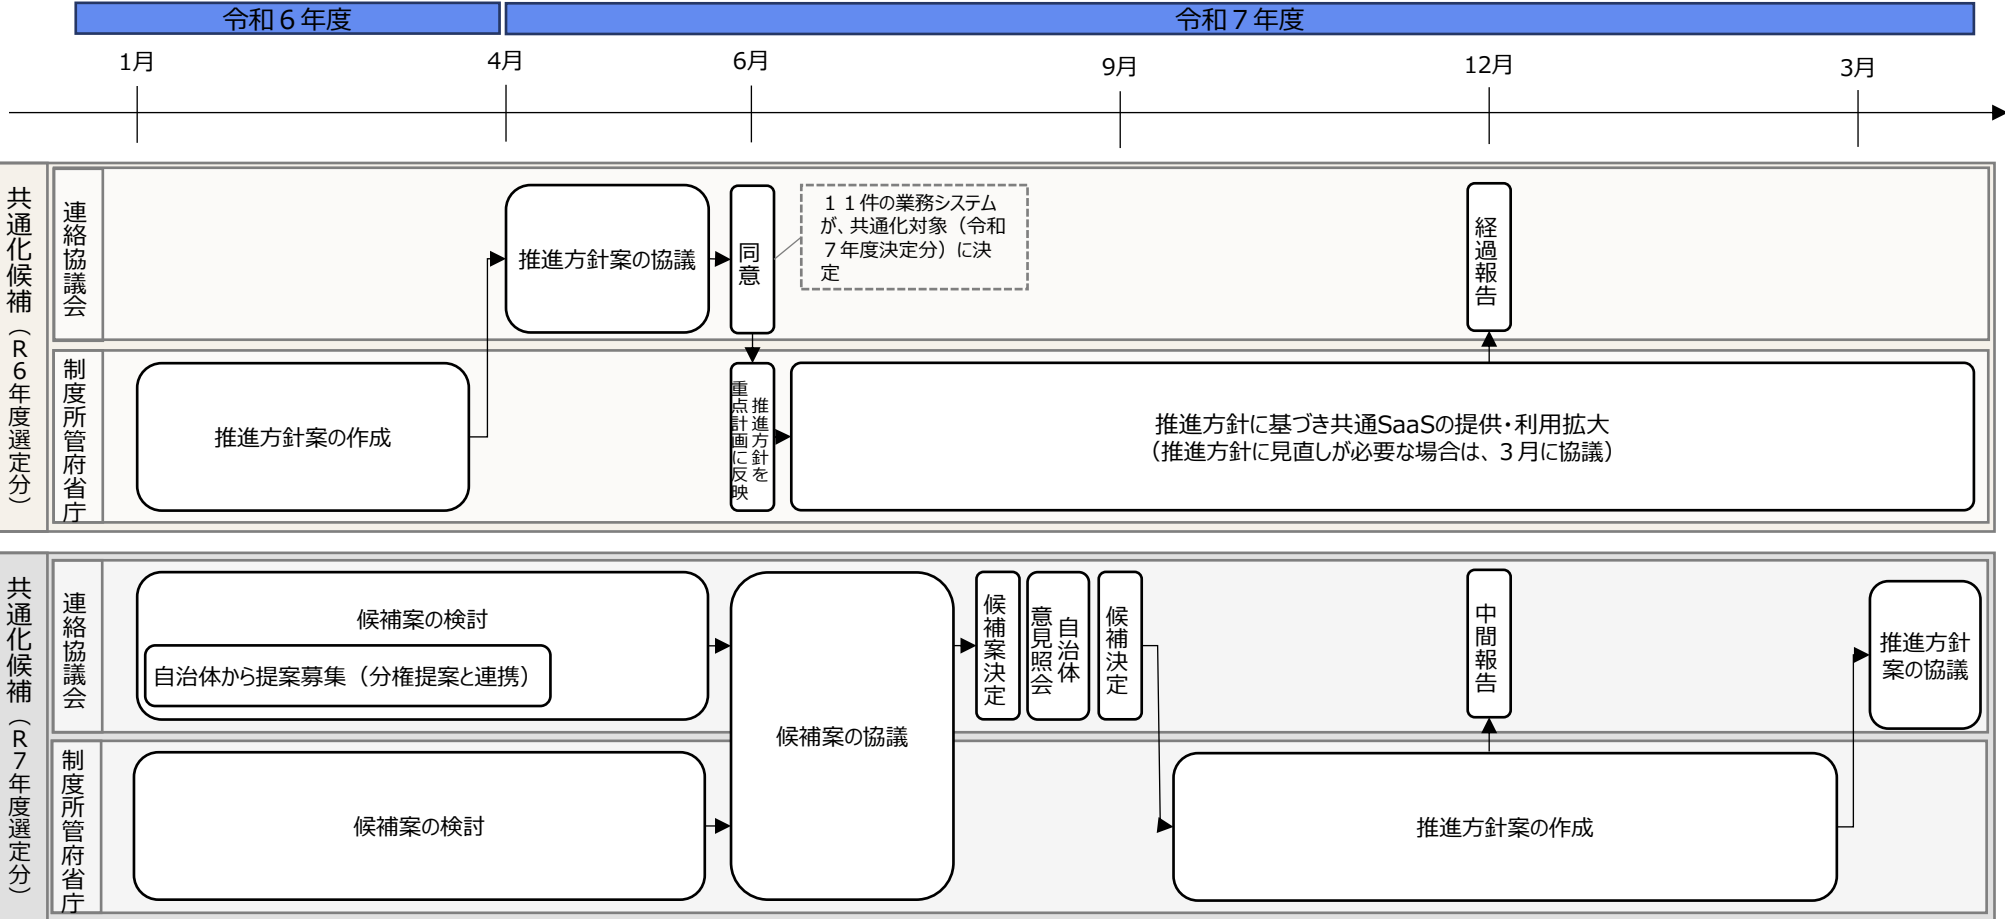 令和６年度
令和７年度
1月
4月
6月
9月
12月
3月
共通化候補（Ｒ６年度選定分）
連絡協議会
推進方針案の協議
同意
１１件の業務システム
が、共通化対象（令和
７年度決定分）に決
定
経過報告
制度所管府省庁
推進方針案の作成
推進方針を
重点計画に反映
推進方針に基づき共通SaaSの提供・利用拡大
（推進方針に見直しが必要な場合は、３月に協議）
共通化候補（Ｒ７年度選定分）
連絡協議会
候補案の検討
自治体から提案募集（分権提案と連携）
候補案の協議
候補案決定
自治体
意見照会
候補決定
中間報告
推進方針
案の協議
制度所管府省庁
候補案の検討
推進方針案の作成